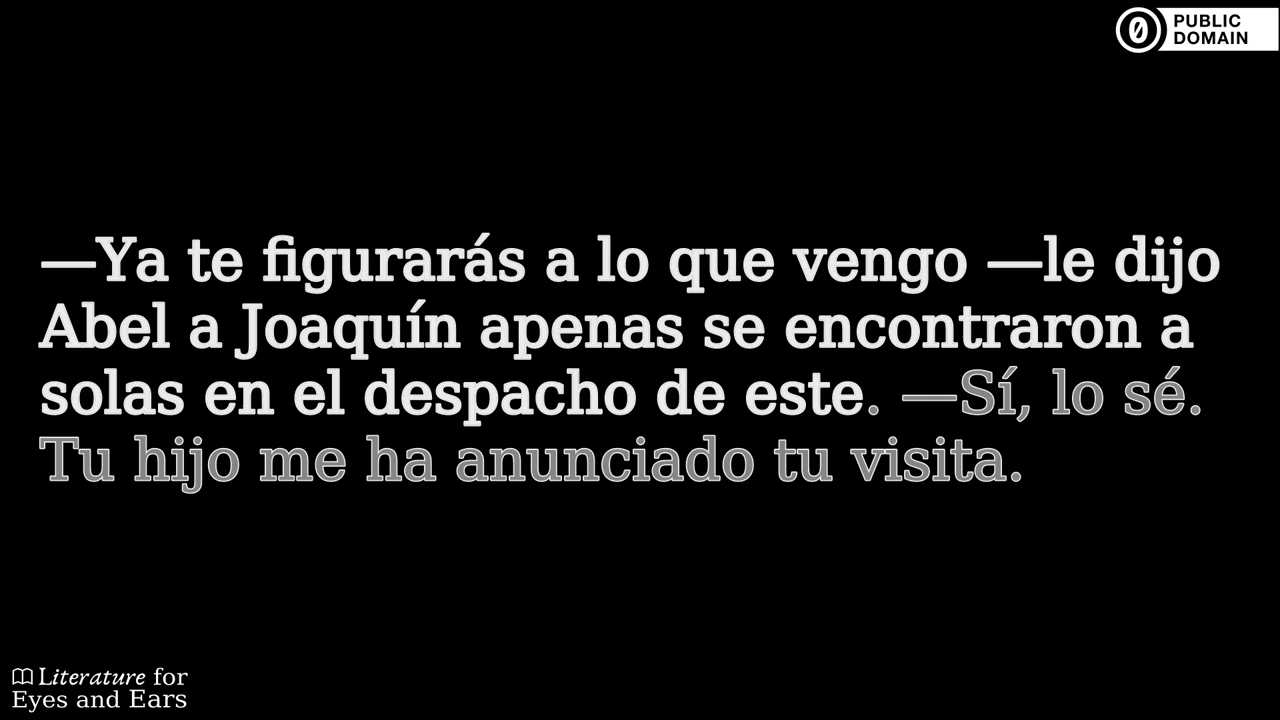 PUBLIC
DOMAIN
—Ya te figurarás a lo que vengo —le dijo
Abel a Joaquín apenas se encontraron a
solas en el despacho de este. —Sí, lo sé.
Tu hijo me ha anunciado tu visita.
Literature for
Eyes and Ears